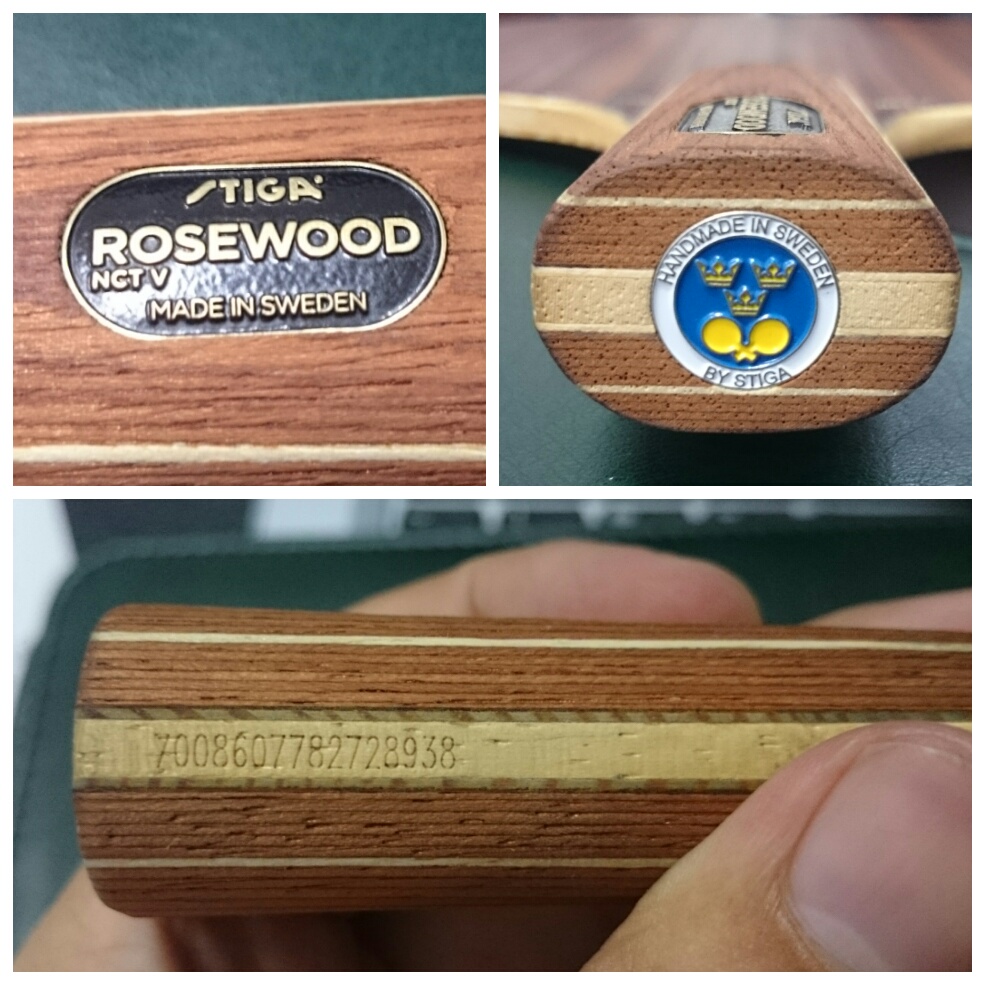 STIGA
ROSEWOOD
NCT V
MADE IN SWEDEN
HANDMADE IN SWEDEN
BY STIGA
7008607782728938